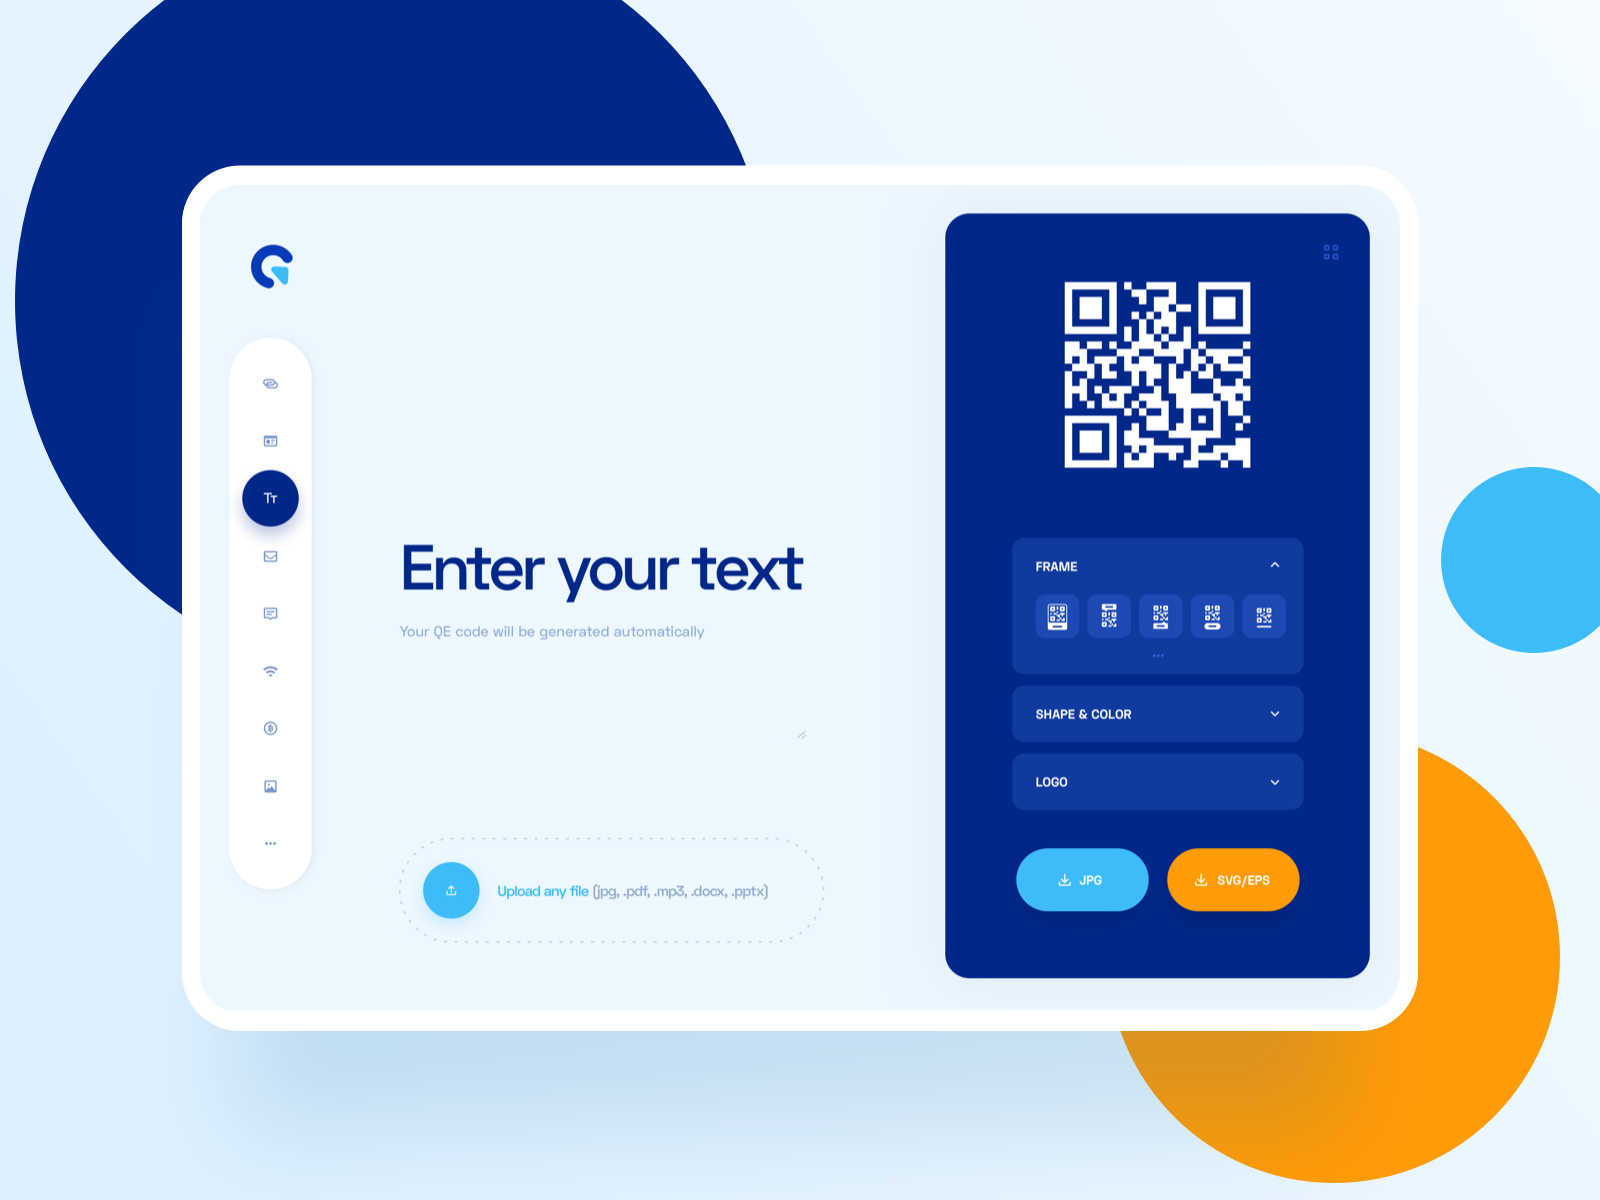 Tт
Enter your text
Your QE code will be generated automatically
Upload any file (jpg, .pdf, .mp3, .docx, .pptx)
FRAME
SHAPE & COLOR
LOGO
JPG
SVG/EPS